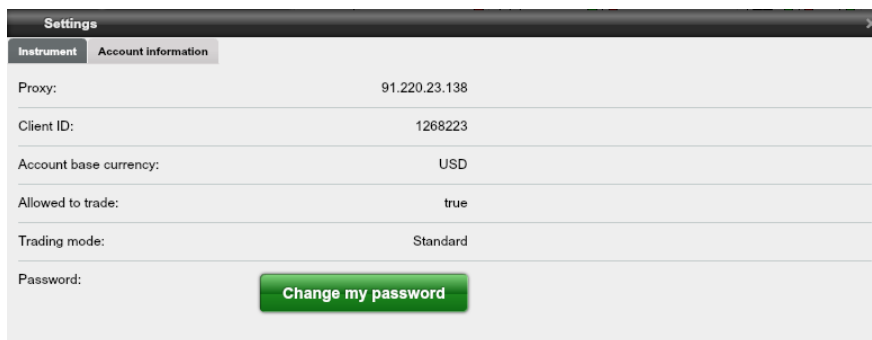 Settings
Instrument Account information
Proxy: 91.220.23.138
Client ID: 1268223
Account base currency: USD
Allowed to trade: true
Trading mode: Standard
Password: Change my password